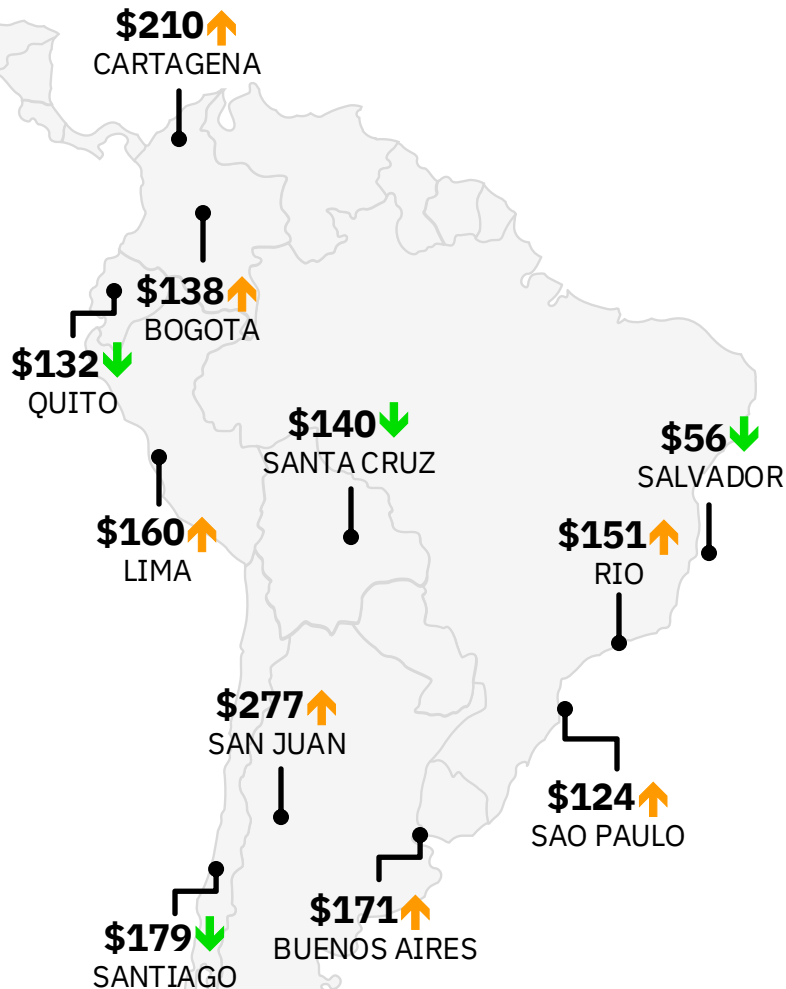 $210
CARTAGENA
$138
BOGOTA
$132
QUITO
$140
SANTA CRUZ
$56
SALVADOR
$160
LIMA
$151
RIO
$277
SAN JUAN
$124
SAO PAULO
$171
BUENOS AIRES
$179
SANTIAGO